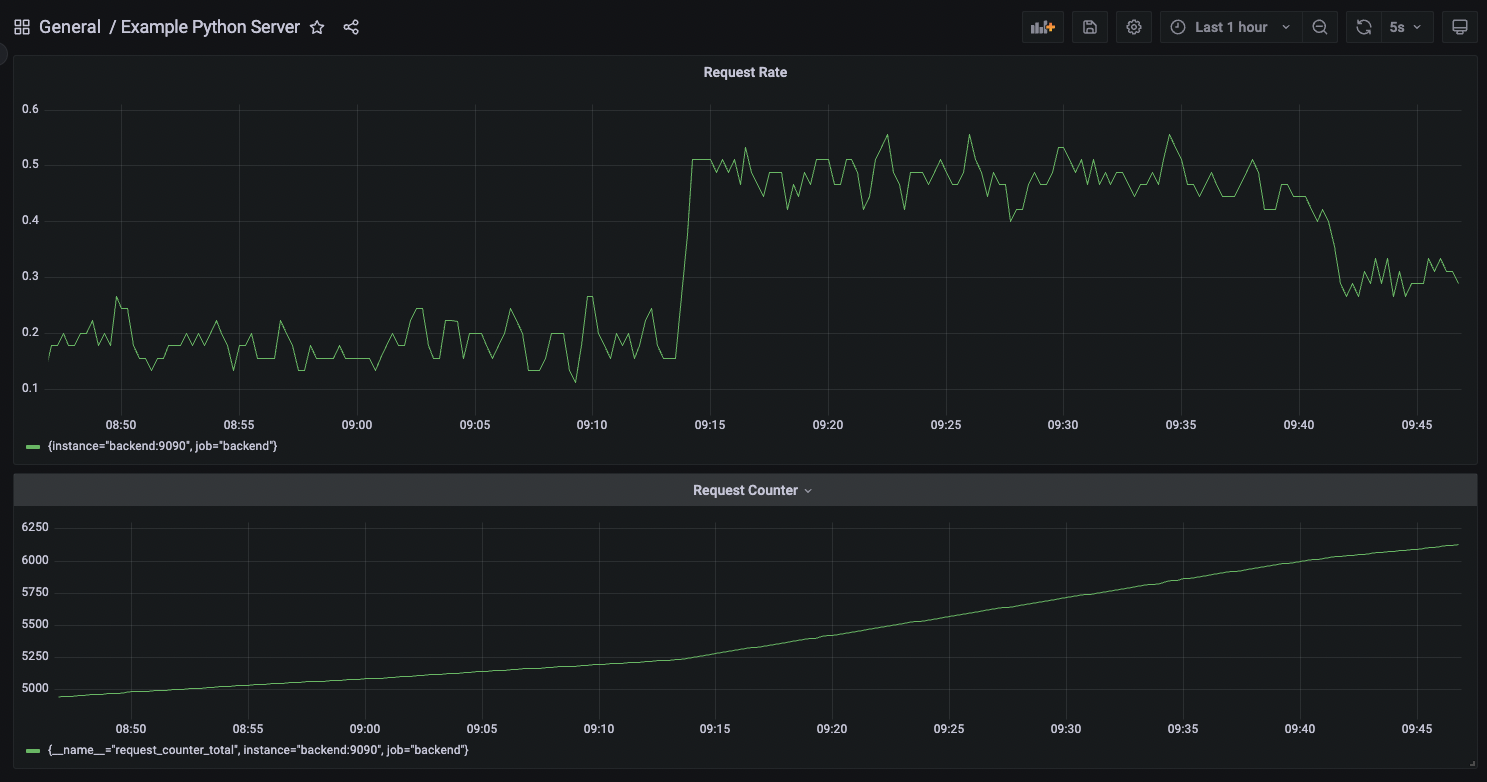 General / Example Python Server
Last 1 hour
5s
Request Rate
0.6
0.5
0.4
0.3
0.2
0.1
08:50 08:55 09:00 09:05 09:10 09:15 09:20 09:25 09:30 09:35 09:40 09:45
{instance="backend:9090", job="backend"}
Request Counter
6250
6000
5750
5500
5250
5000
08:50 08:55 09:00 09:05 09:10 09:15 09:20 09:25 09:30 09:35 09:40 09:45
{__name__="request_counter_total", instance="backend:9090", job="backend"}